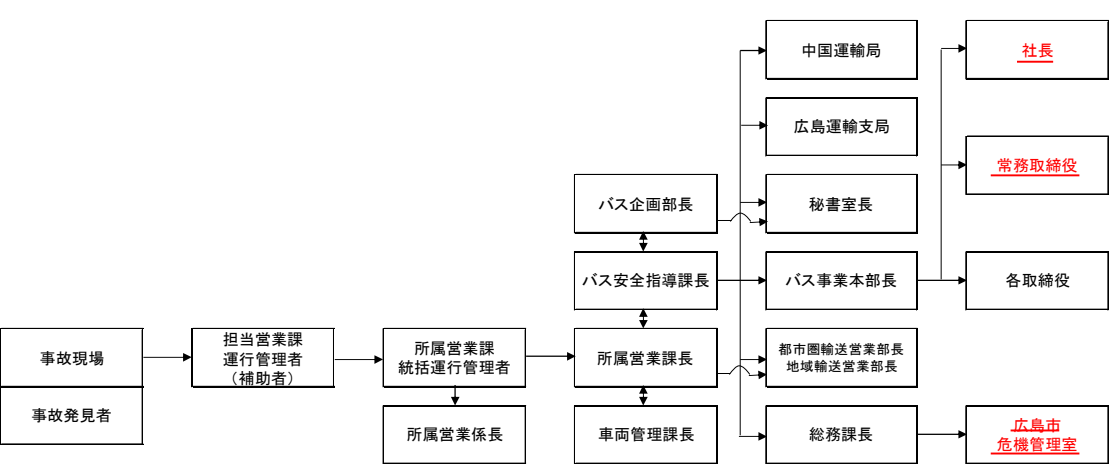 中国運輸局
社長
広島運輸支局
常務取締役
バス企画部長
秘書室長
バス安全指導課長
バス事業本部長
各取締役
事故現場
担当営業課
運行管理者
（補助者）
所属営業課
統括運行管理者
所属営業課長
都市圏輸送営業部長
地域輸送営業部長
事故発見者
所属営業係長
車両管理課長
総務課長
広島市
危機管理室